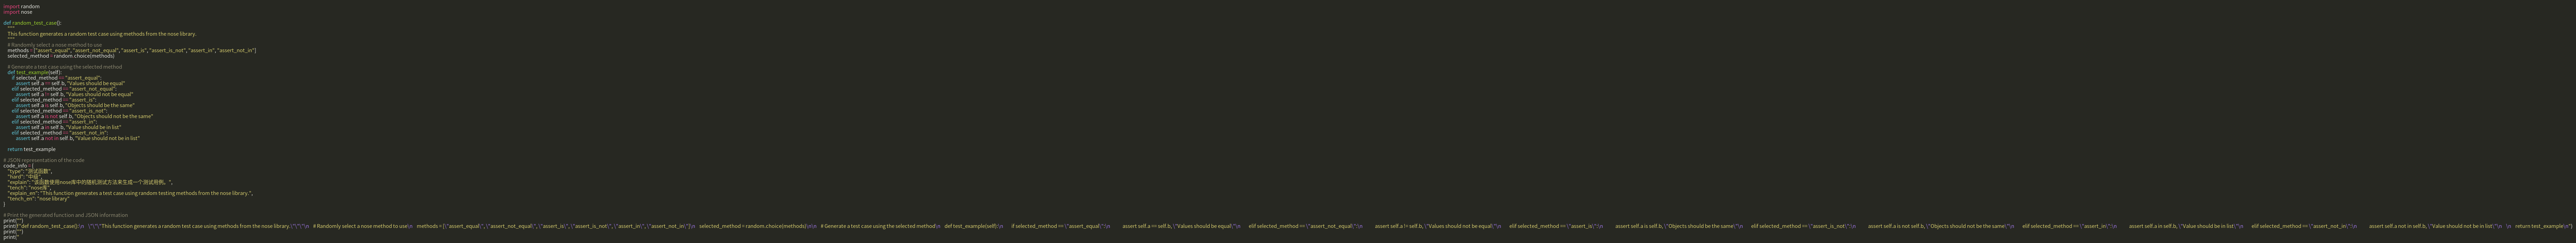 import random
import nose

def random_test_case():
    """
    This function generates a random test case using methods from the nose library.
    """
    # Randomly select a nose method to use
    methods = ["assert_equal", "assert_not_equal", "assert_is", "assert_is_not", "assert_in", "assert_not_in"]
    selected_method = random.choice(methods)

    # Generate a test case using the selected method
    def test_example(self):
        if selected_method == "assert_equal":
            assert self.a == self.b, "Values should be equal"
        elif selected_method == "assert_not_equal":
            assert self.a != self.b, "Values should not be equal"
        elif selected_method == "assert_is":
            assert self.a is self.b, "Objects should be the same"
        elif selected_method == "assert_is_not":
            assert self.a is not self.b, "Objects should not be the same"
        elif selected_method == "assert_in":
            assert self.a in self.b, "Value should be in list"
        elif selected_method == "assert_not_in":
            assert self.a not in self.b, "Value should not be in list"

    return test_example

# JSON representation of the code
code_info = {
    "type": "测试函数",
    "hard": "中级",
    "explain": "该函数使用nose库中的随机测试方法来生成一个测试用例。",
    "tench": "nose库",
    "explain_en": "This function generates a test case using random testing methods from the nose library.",
    "tench_en": "nose library"
}

# Print the generated function and JSON information
print("")
print(f"def random_test_case():\n    \"\"\"This function generates a random test case using methods from the nose library.\"\"\"\n    # Randomly select a nose method to use\n    methods = [\"assert_equal\", \"assert_not_equal\", \"assert_is\", \"assert_is_not\", \"assert_in\", \"assert_not_in\"]\n    selected_method = random.choice(methods)\n\n    # Generate a test case using the selected method\n    def test_example(self):\n        if selected_method == \"assert_equal\":\n            assert self.a == self.b, \"Values should be equal\"\n        elif selected_method == \"assert_not_equal\":\n            assert self.a != self.b, \"Values should not be equal\"\n        elif selected_method == \"assert_is\":\n            assert self.a is self.b, \"Objects should be the same\"\n        elif selected_method == \"assert_is_not\":\n            assert self.a is not self.b, \"Objects should not be the same\"\n        elif selected_method == \"assert_in\":\n            assert self.a in self.b, \"Value should be in list\"\n        elif selected_method == \"assert_not_in\":\n            assert self.a not in self.b, \"Value should not be in list\"\n    \n    return test_example\n")
print("")
print("